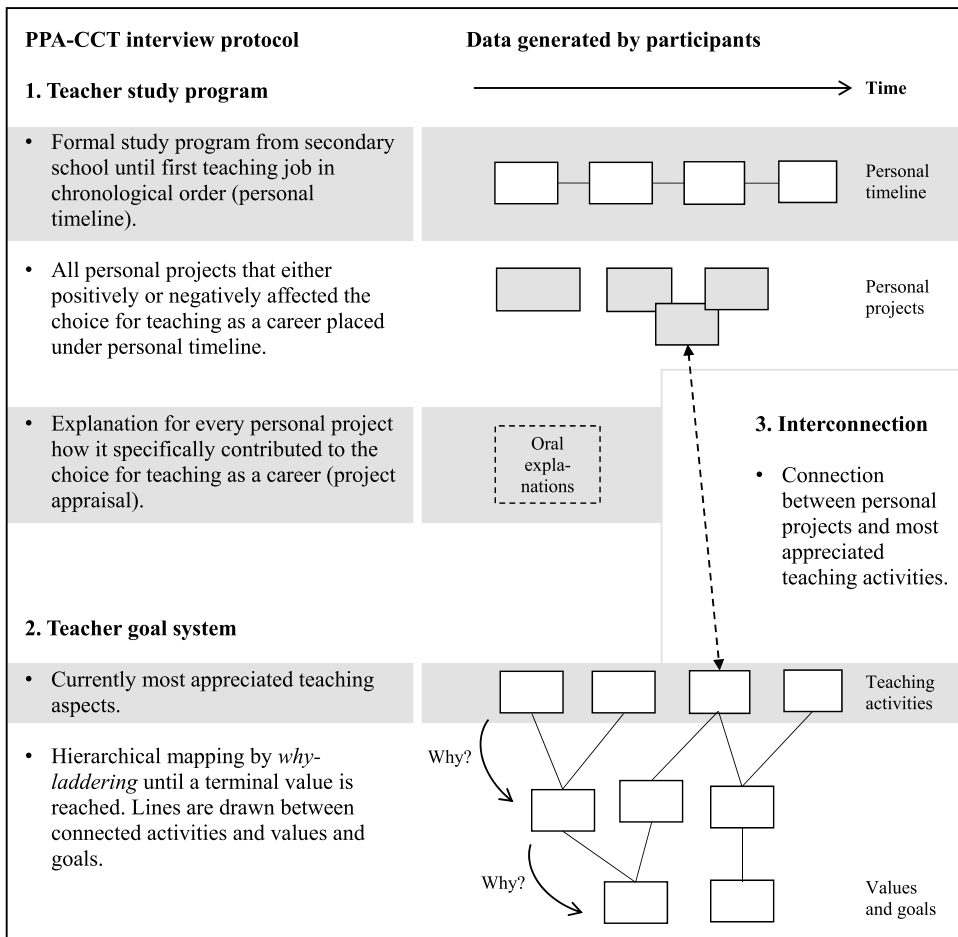 PPA-CCT interview protocol
Data generated by participants
1. Teacher study program
Time
• Formal study program from secondary
school until first teaching job in
chronological order (personal
timeline).
Personal
timeline
• All personal projects that either
positively or negatively affected the
choice for teaching as a career placed
under personal timeline.
Personal
projects
• Explanation for every personal project
how it specifically contributed to the
choice for teaching as a career (project
appraisal).
Oral
expla-
nations
3. Interconnection
• Connection
between personal
projects and most
appreciated
teaching activities.
2. Teacher goal system
• Currently most appreciated teaching
aspects.
Teaching
activities
• Hierarchical mapping by why-
laddering until a terminal value is
reached. Lines are drawn between
connected activities and values and
goals.
Why?
Why?
Values
and goals